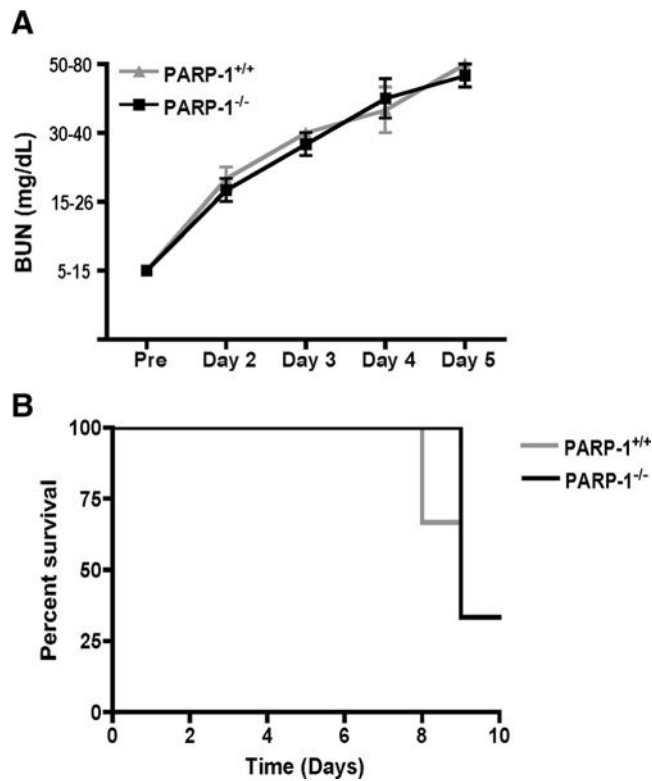 A
PARP-1+/+
PARP-1-/-
BUN (mg/dL)
50-80
30-40
15-26
5-15
Pre Day 2 Day 3 Day 4 Day 5
B
PARP-1+/+
PARP-1-/-
Percent survival
100
75
50
25
0
0 2 4 6 8 10
Time (Days)